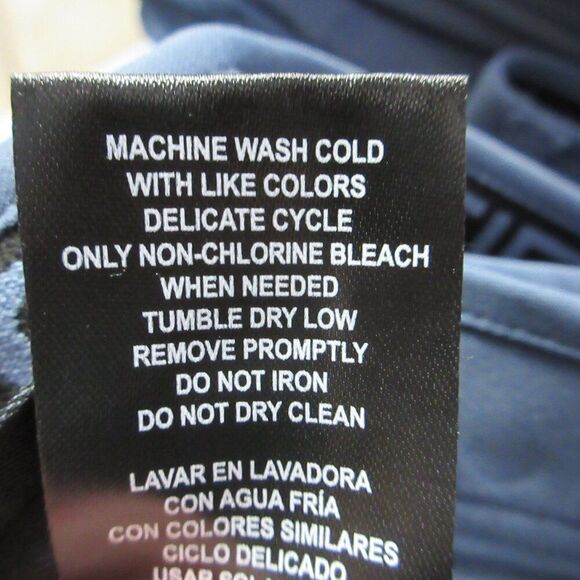 MACHINE WASH COLD
WITH LIKE COLORS
DELICATE CYCLE
ONLY NON-CHLORINE BLEACH
WHEN NEEDED
TUMBLE DRY LOW
REMOVE PROMPTLY
DO NOT IRON
DO NOT DRY CLEAN
LAVAR EN LAVADORA
CON AGUA FRÍA
CON COLORES SIMILARES
CICLO DELICADO
USAR